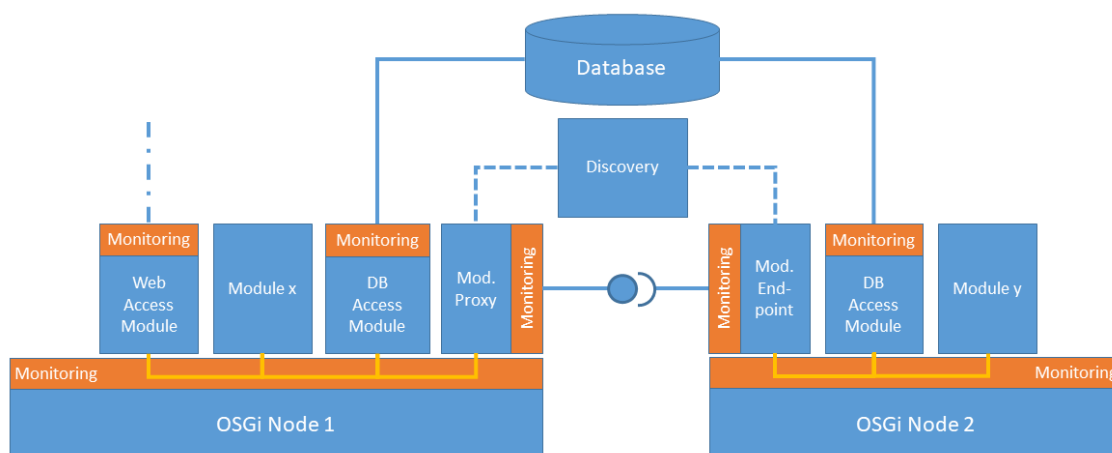 Database
Discovery
Monitoring
Web
Access
Module
Module x
Monitoring
DB
Access
Module
Mod.
Proxy
Monitoring
Monitoring
Mod.
End-
point
Monitoring
DB
Access
Module
Module y
Monitoring
OSGi Node 1
Monitoring
OSGi Node 2